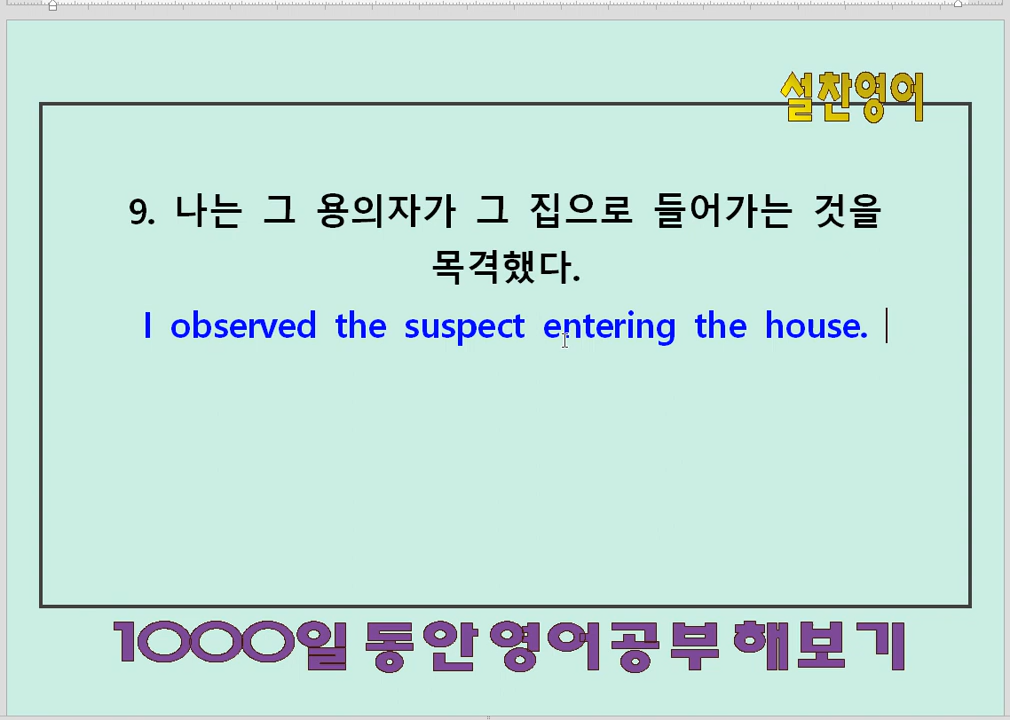 설찬영어
9. 나는 그 용의자가 그 집으로 들어가는 것을
목격했다.
I observed the suspect entering the house.
1000일 동안 영어공부 해보기